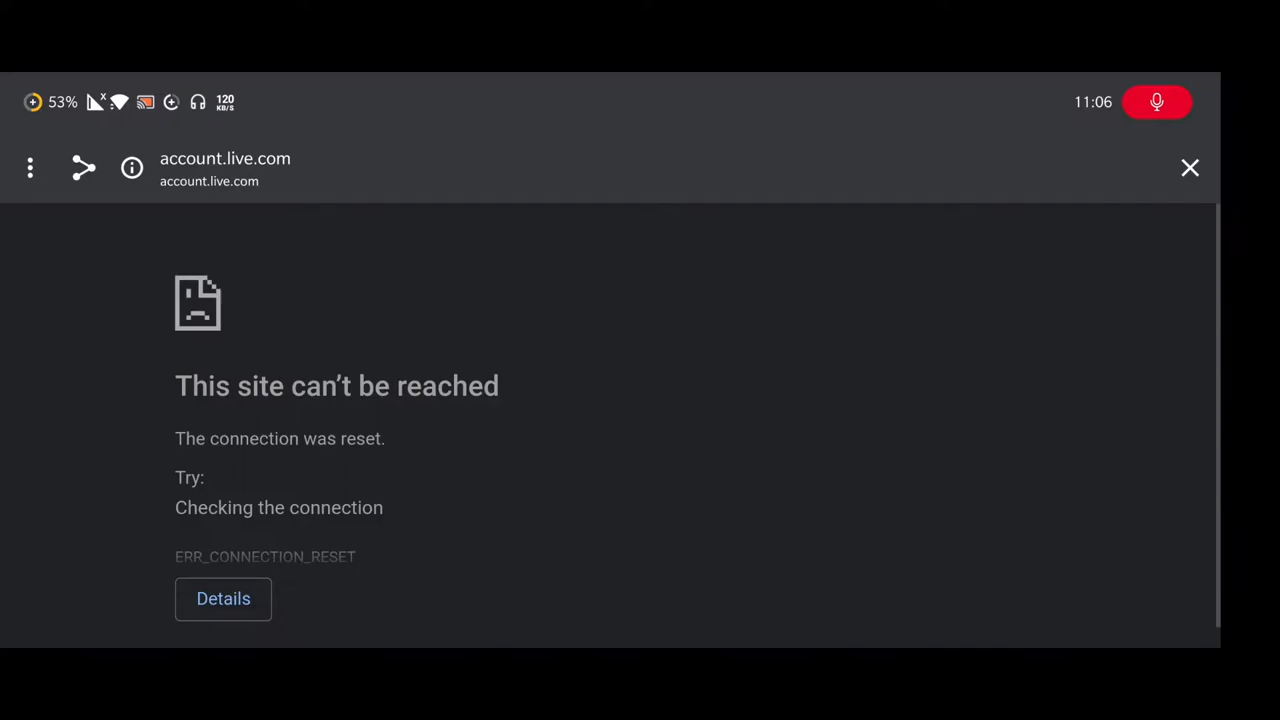 53% 120 KB/S 11:06
account.live.com
account.live.com
This site can’t be reached
The connection was reset.
Try:
Checking the connection
ERR_CONNECTION_RESET
Details